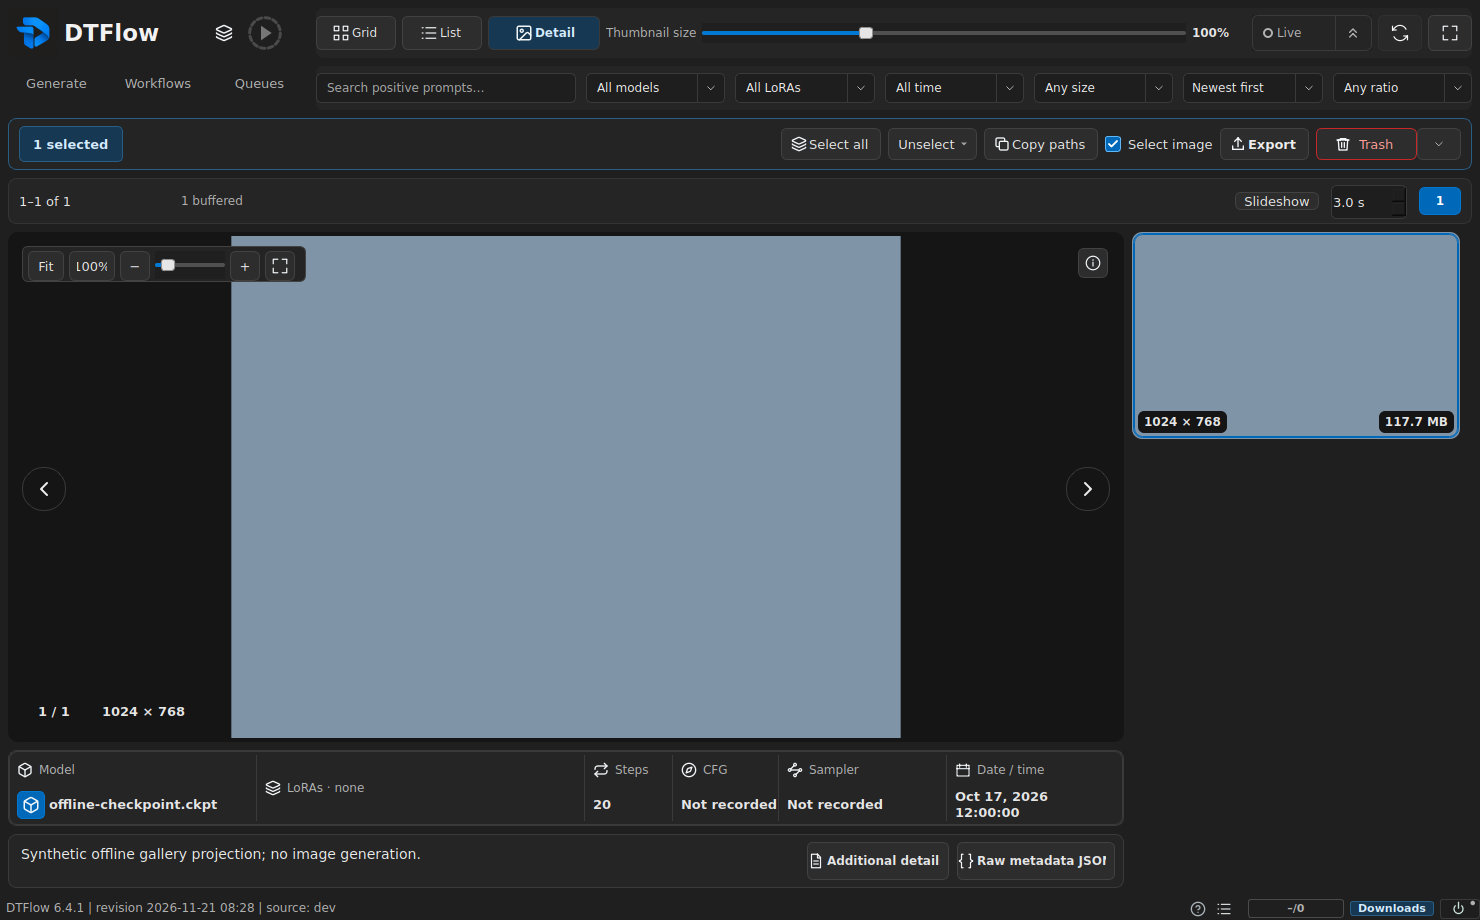 DTFlow
Grid
List
Detail
Thumbnail size
100%
Live
Generate
Workflows
Queues
Search positive prompts...
All models
All LoRAs
All time
Any size
Newest first
Any ratio
1 selected
Select all
Unselect
Copy paths
Select image
Export
Trash
1–1 of 1
1 buffered
Slideshow
3.0 s
1
Fit
100%
−
+
1024 × 768
117.7 MB
1 / 1
1024 × 768
Model
LoRAs · none
Steps
CFG
Sampler
Date / time
offline-checkpoint.ckpt
20
Not recorded
Not recorded
Oct 17, 2026
12:00:00
Synthetic offline gallery projection; no image generation.
Additional detail
Raw metadata JSON
DTFlow 6.4.1 | revision 2026-11-21 08:28 | source: dev
–/0
Downloads